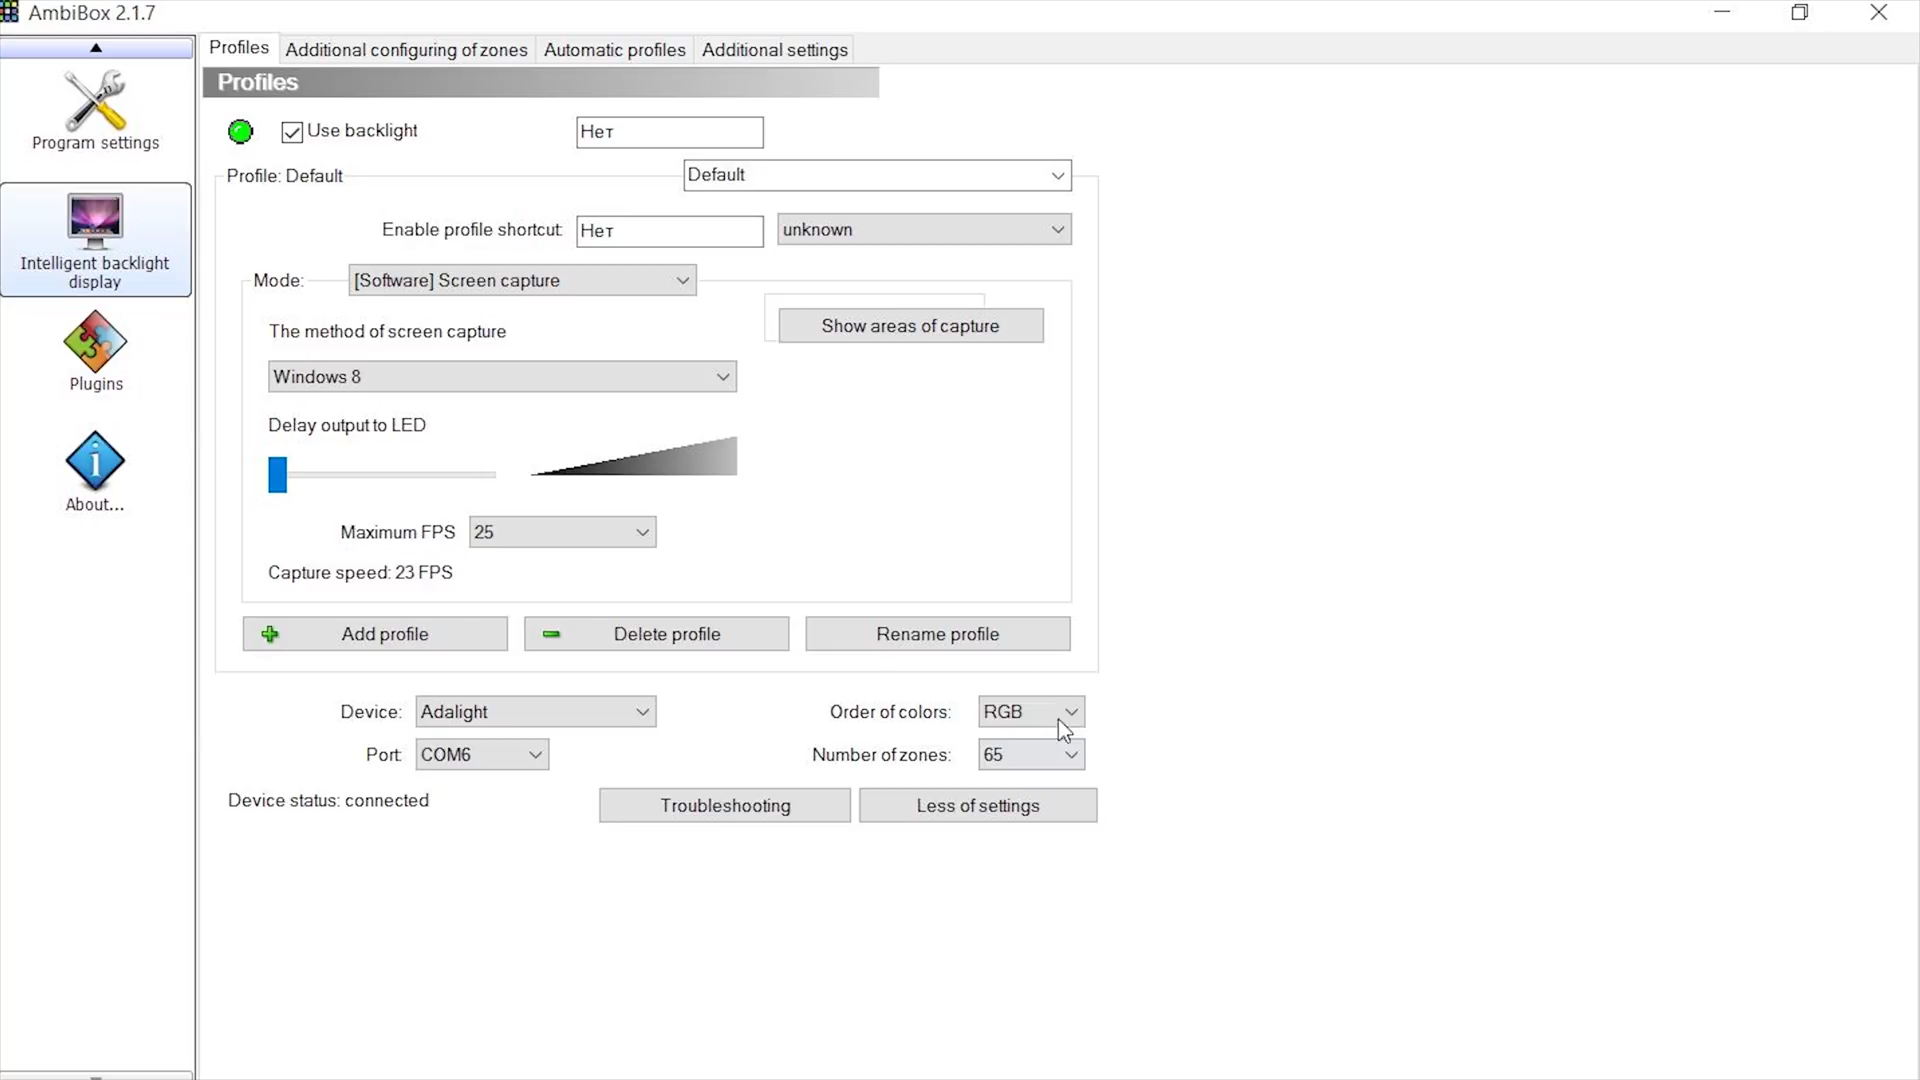 AmbiBox 2.1.7
Profiles
Additional configuring of zones
Automatic profiles
Additional settings
Program settings
Intelligent backlight
display
Plugins
About...
Profiles
Use backlight
Нет
Profile: Default
Default
Enable profile shortcut:
Нет
unknown
Mode:
[Software] Screen capture
The method of screen capture
Show areas of capture
Windows 8
Delay output to LED
Maximum FPS
25
Capture speed: 23 FPS
Add profile
Delete profile
Rename profile
Device:
Adalight
Order of colors:
RGB
Port:
COM6
Number of zones:
65
Device status: connected
Troubleshooting
Less of settings